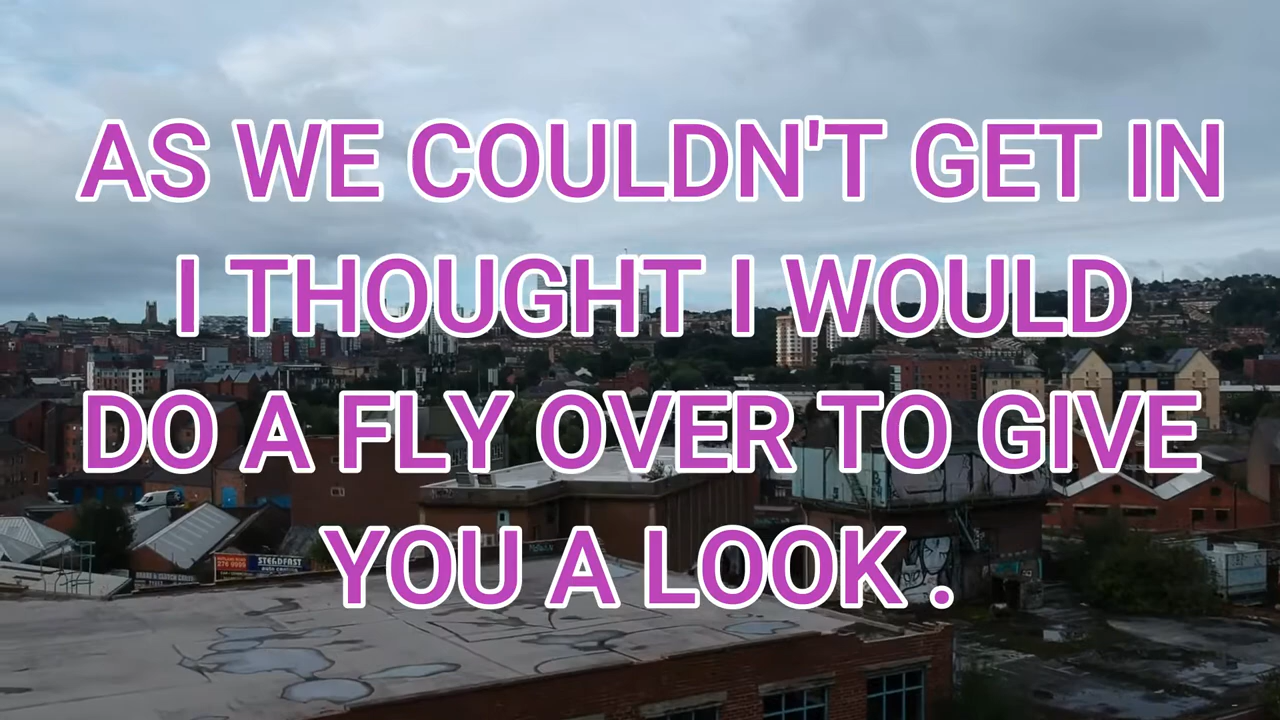 AS WE COULDN'T GET IN
I THOUGHT I WOULD
DO A FLY OVER TO GIVE
YOU A LOOK .
STEADFAST